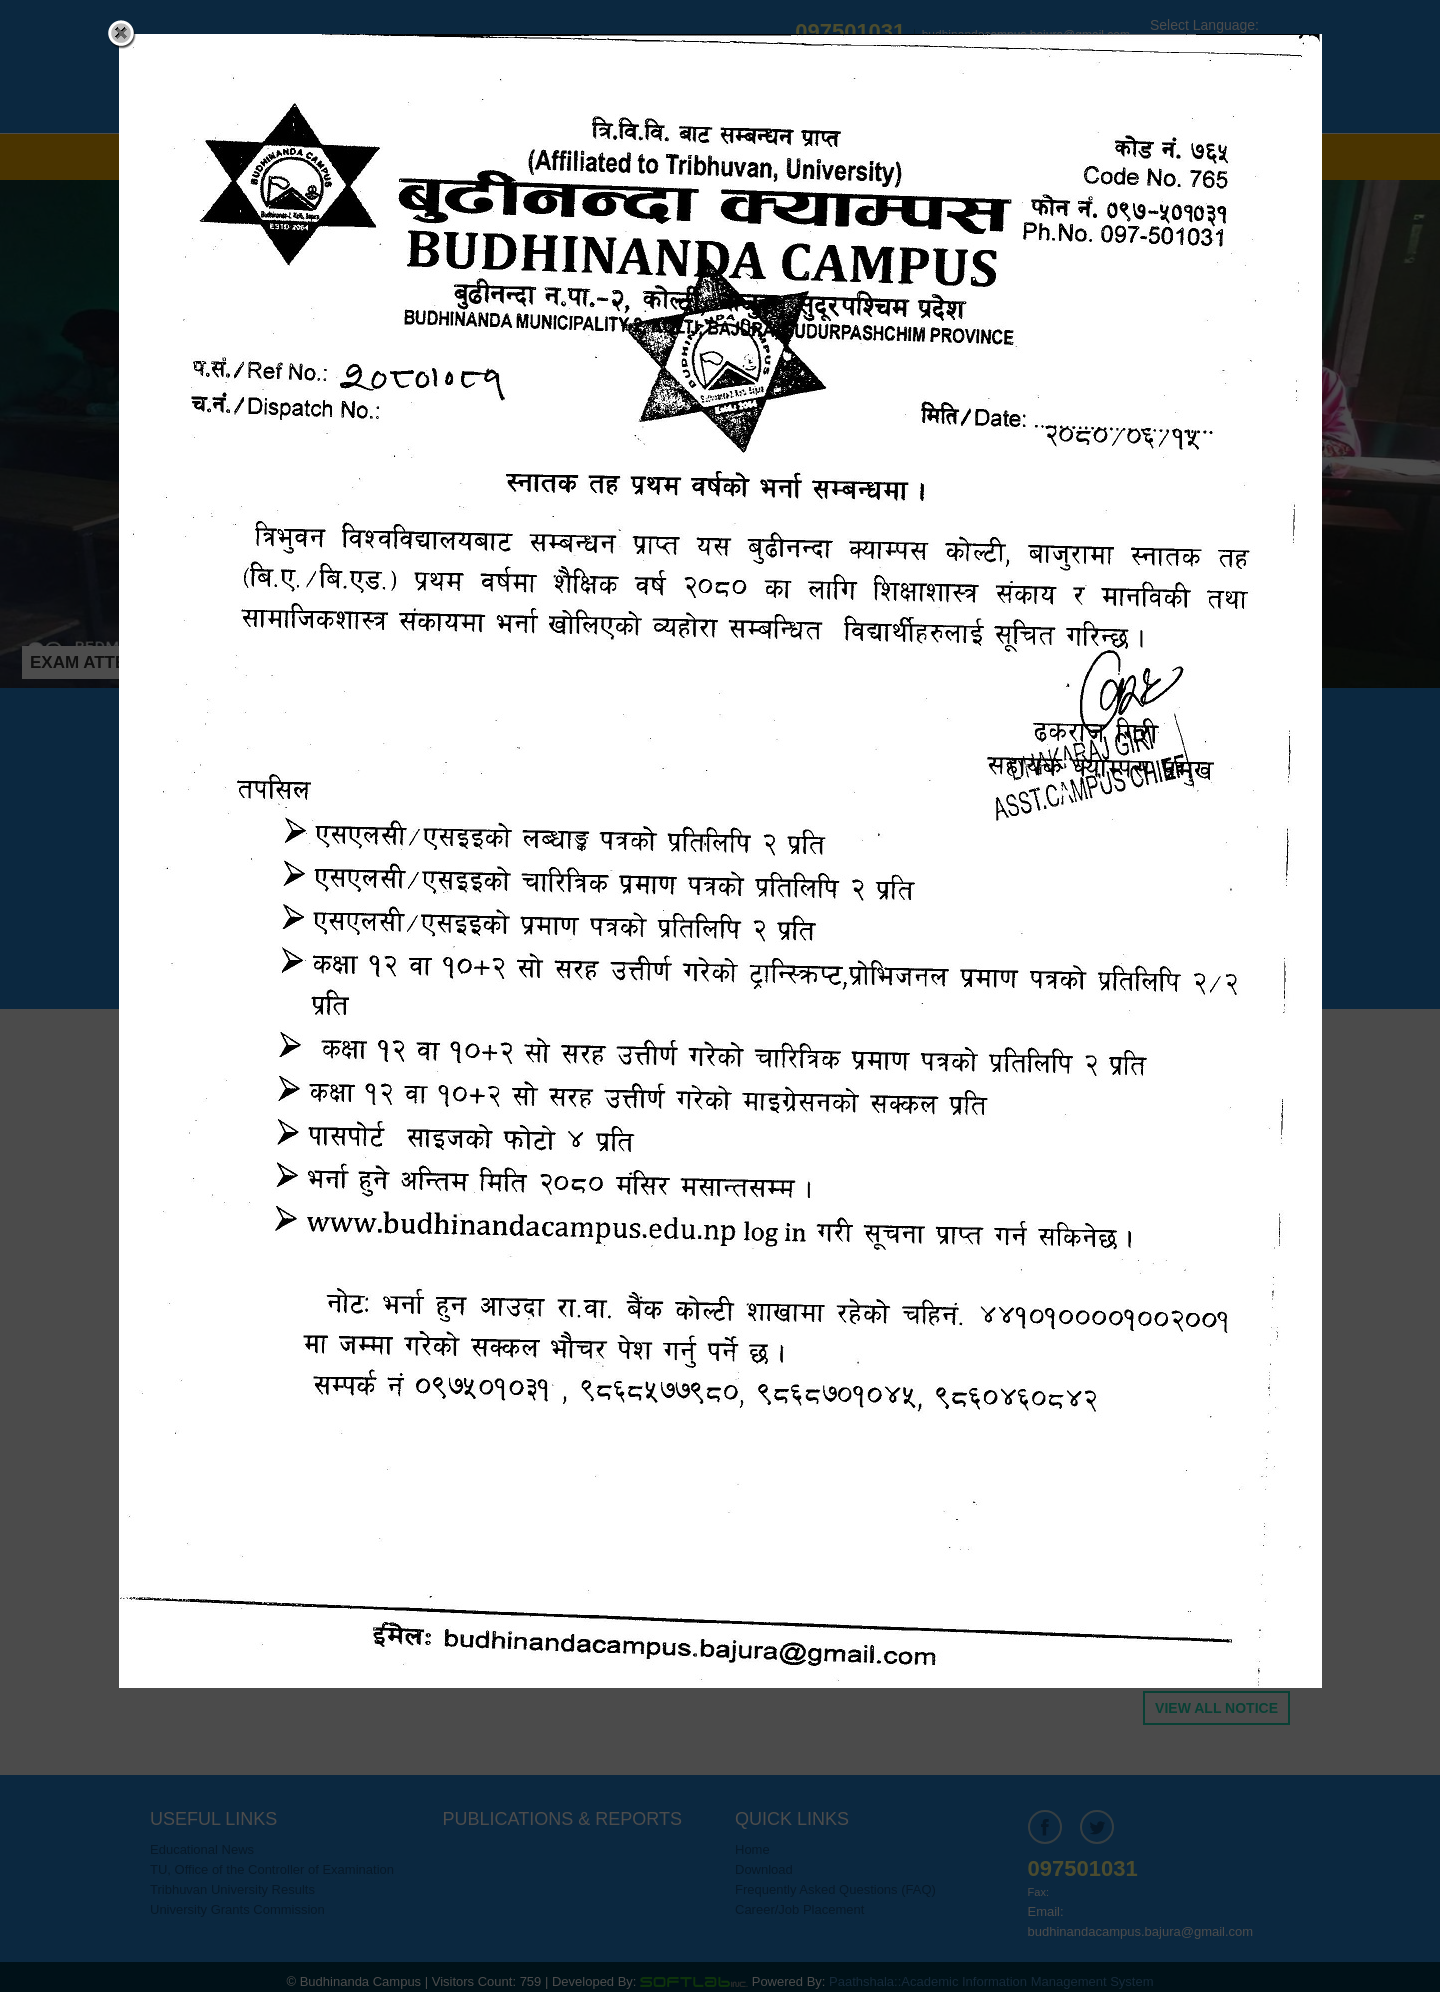 097501031
Select Language:
BUDHINANDA CAMPUS
Budhinanda-2, Kolti, Bajura
ESTD 2064
त्रि.वि.वि. बाट सम्बन्धन प्राप्त
(Affiliated to Tribhuvan, University)
बुढीनन्दा क्याम्पस
BUDHINANDA CAMPUS
बुढीनन्दा न.पा.-२, कोल्टी, सुदूरपश्चिम प्रदेश
BUDHINANDA MUNICIPALITY-2, KOLTI, BAJURA, SUDURPASHCHIM PROVINCE
कोड नं. ७६५
Code No. 765
फोन नं. ०९७-५०१०३१
Ph.No. 097-501031
प.सं./Ref No.: २०८०।०८१
च.नं./Dispatch No.:
मिति/Date: २०८०/०६/१५
स्नातक तह प्रथम वर्षको भर्ना सम्बन्धमा ।
त्रिभुवन विश्वविद्यालयबाट सम्बन्धन प्राप्त यस बुढीनन्दा क्याम्पस कोल्टी, बाजुरामा स्नातक तह
(बि.ए./बि.एड.) प्रथम वर्षमा शैक्षिक वर्ष २०८० का लागि शिक्षाशास्त्र संकाय र मानविकी तथा
सामाजिकशास्त्र संकायमा भर्ना खोलिएको व्यहोरा सम्बन्धित विद्यार्थीहरुलाई सूचित गरिन्छ ।
ढकराज गिरी
सहायक क्याम्पस प्रमुख
DHAKARAJ GIRI
ASST.CAMPUS CHIEF
तपसिल
➢ एसएलसी/एसइइको लब्धाङ्क पत्रको प्रतिलिपि २ प्रति
➢ एसएलसी/एसइइको चारित्रिक प्रमाण पत्रको प्रतिलिपि २ प्रति
➢ एसएलसी/एसइइको प्रमाण पत्रको प्रतिलिपि २ प्रति
➢ कक्षा १२ वा १०+२ सो सरह उत्तीर्ण गरेको ट्रान्स्क्रिप्ट,प्रोभिजनल प्रमाण पत्रको प्रतिलिपि २/२
प्रति
➢ कक्षा १२ वा १०+२ सो सरह उत्तीर्ण गरेको चारित्रिक प्रमाण पत्रको प्रतिलिपि २ प्रति
➢ कक्षा १२ वा १०+२ सो सरह उत्तीर्ण गरेको माइग्रेसनको सक्कल प्रति
➢ पासपोर्ट साइजको फोटो ४ प्रति
➢ भर्ना हुने अन्तिम मिति २०८० मंसिर मसान्तसम्म ।
➢ www.budhinandacampus.edu.np log in गरी सूचना प्राप्त गर्न सकिनेछ ।
नोटः भर्ना हुन आउदा रा.वा. बैंक कोल्टी शाखामा रहेको चहिनं. ४४१०१००००१००२००१
मा जम्मा गरेको सक्कल भौचर पेश गर्नु पर्ने छ ।
सम्पर्क नं ०९७५०१०३१ , ९८६८५७७९८०, ९८६८७०१०४५, ९८६०४६०८४२
ईमेलः budhinandacampus.bajura@gmail.com
EXAM ATTE
VIEW ALL NOTICE
USEFUL LINKS
Educational News
TU, Office of the Controller of Examination
Tribhuvan University Results
University Grants Commission
PUBLICATIONS & REPORTS
QUICK LINKS
Home
Download
Frequently Asked Questions (FAQ)
Career/Job Placement
097501031
Fax:
Email:
budhinandacampus.bajura@gmail.com
© Budhinanda Campus | Visitors Count: 759 | Developed By: SOFTLab INC. Powered By: Paathshala::Academic Information Management System